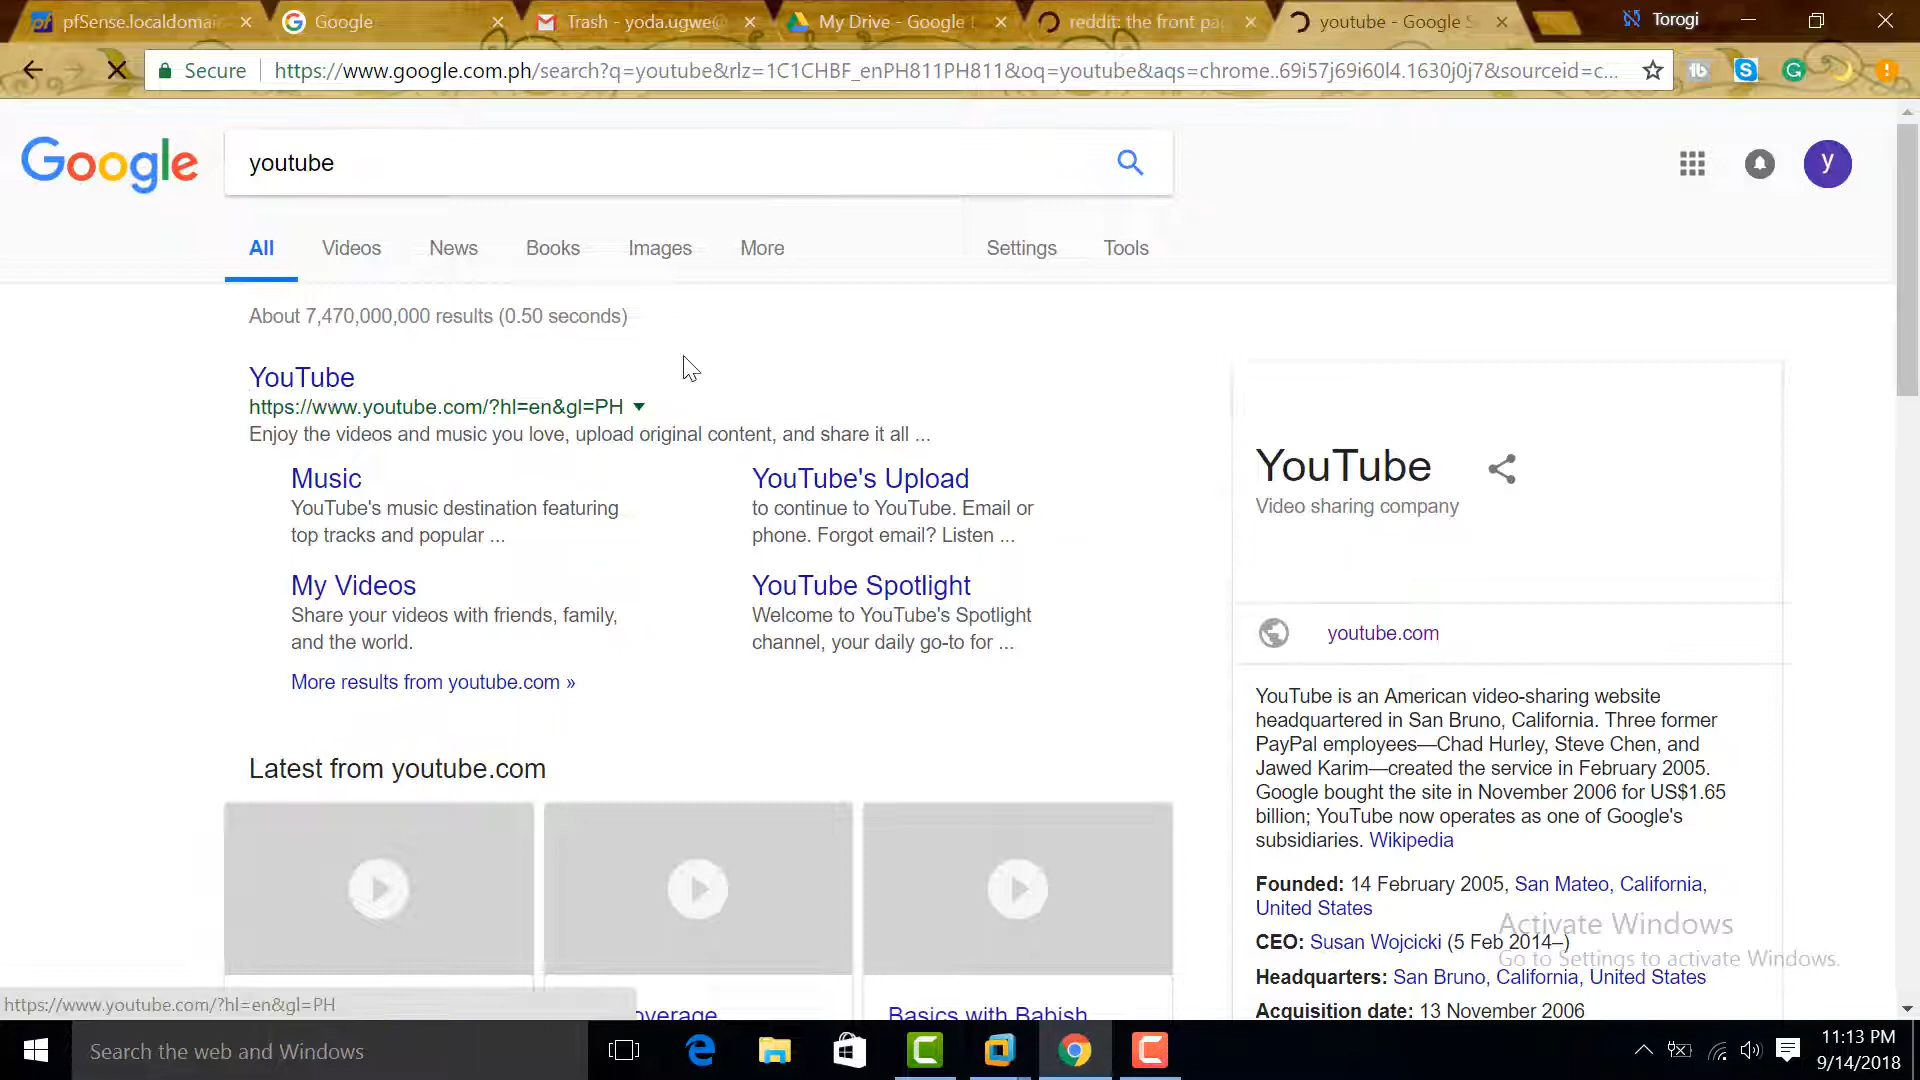 pfSense.localdomai
Google
Trash - yoda.ugwe@
My Drive - Google
reddit: the front pa
youtube - Google S
Torogi
Secure
https://www.google.com.ph/search?q=youtube&rlz=1C1CHBF_enPH811PH811&oq=youtube&aqs=chrome..69i57j69i60l4.1630j0j7&sourceid=c...
Google
youtube
y
All
Videos
News
Books
Images
More
Settings
Tools
About 7,470,000,000 results (0.50 seconds)
YouTube
https://www.youtube.com/?hl=en&gl=PH
Enjoy the videos and music you love, upload original content, and share it all ...
Music
YouTube's music destination featuring
top tracks and popular ...
YouTube's Upload
to continue to YouTube. Email or
phone. Forgot email? Listen ...
My Videos
Share your videos with friends, family,
and the world.
YouTube Spotlight
Welcome to YouTube's Spotlight
channel, your daily go-to for ...
More results from youtube.com »
Latest from youtube.com
overage
Basics with Babish
YouTube
Video sharing company
youtube.com
YouTube is an American video-sharing website
headquartered in San Bruno, California. Three former
PayPal employees—Chad Hurley, Steve Chen, and
Jawed Karim—created the service in February 2005.
Google bought the site in November 2006 for US$1.65
billion; YouTube now operates as one of Google's
subsidiaries. Wikipedia
Founded: 14 February 2005, San Mateo, California,
United States
CEO: Susan Wojcicki (5 Feb 2014–)
Headquarters: San Bruno, California, United States
Acquisition date: 13 November 2006
Activate Windows
Go to Settings to activate Windows.
https://www.youtube.com/?hl=en&gl=PH
Search the web and Windows
11:13 PM
9/14/2018